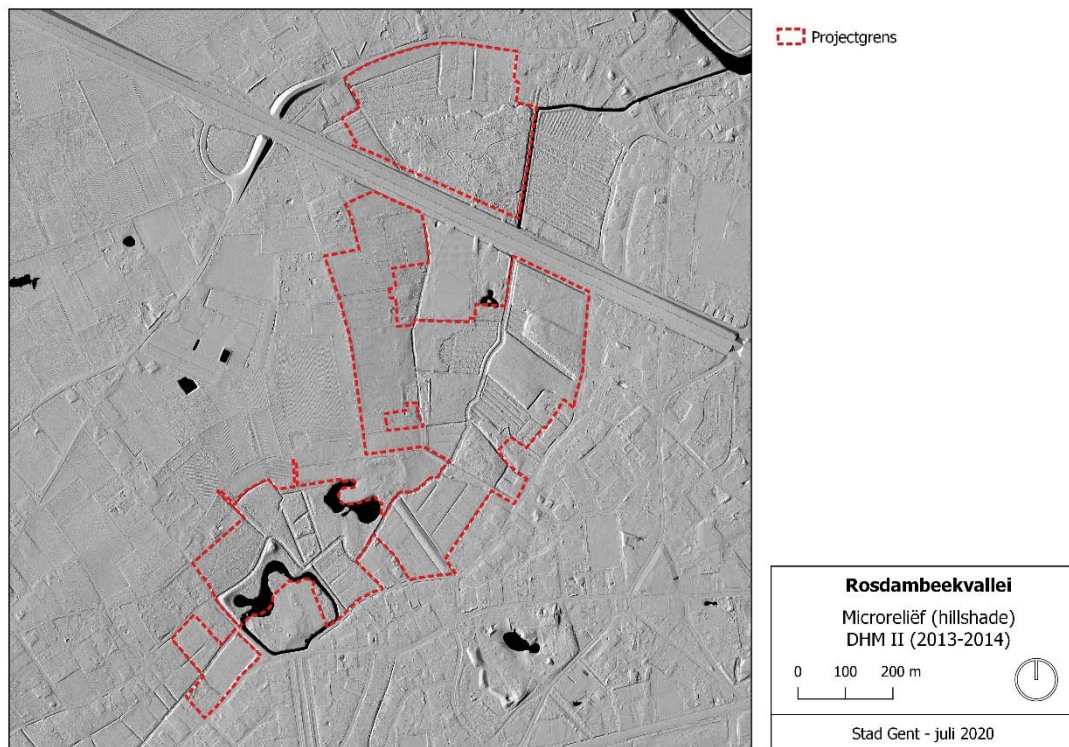 Projectgrens
Rosdambeekvallei
Microreliëf (hillshade)
DHM II (2013-2014)
0 100 200 m
Stad Gent - juli 2020